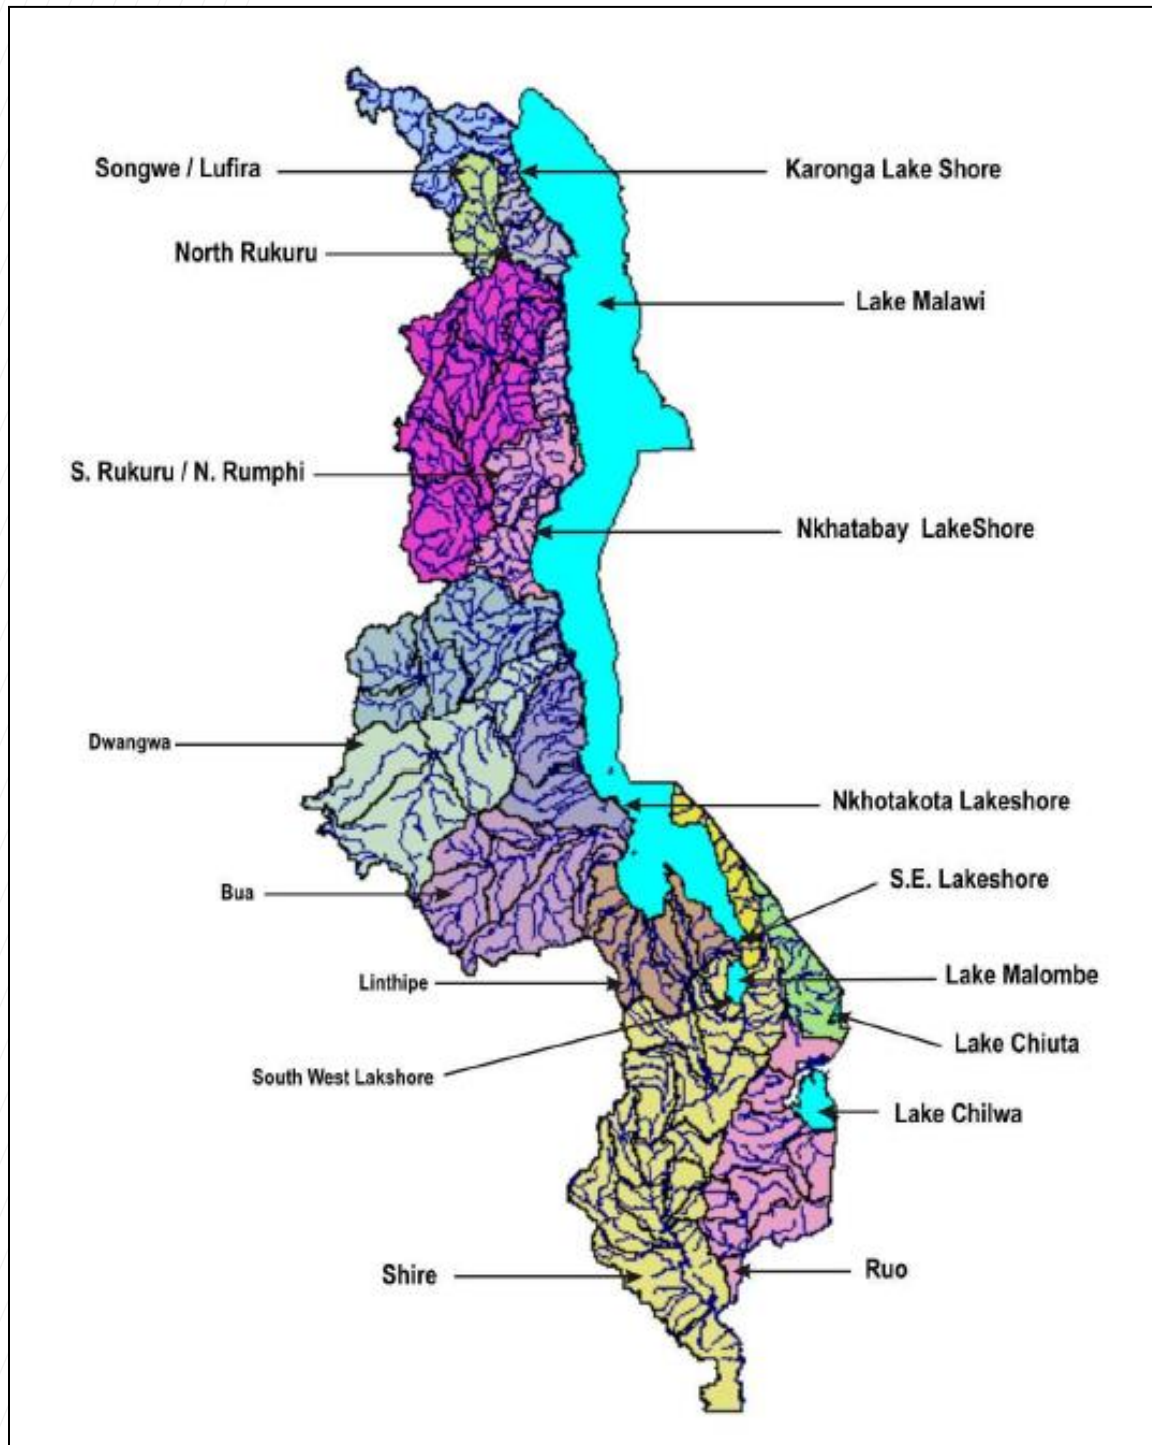 Songwe / Lufira
Karonga Lake Shore
North Rukuru
Lake Malawi
S. Rukuru / N. Rumphi
Nkhatabay LakeShore
Dwangwa
Nkhotakota Lakeshore
S.E. Lakeshore
Bua
Lake Malombe
Linthipe
Lake Chiuta
South West Lakshore
Lake Chilwa
Ruo
Shire